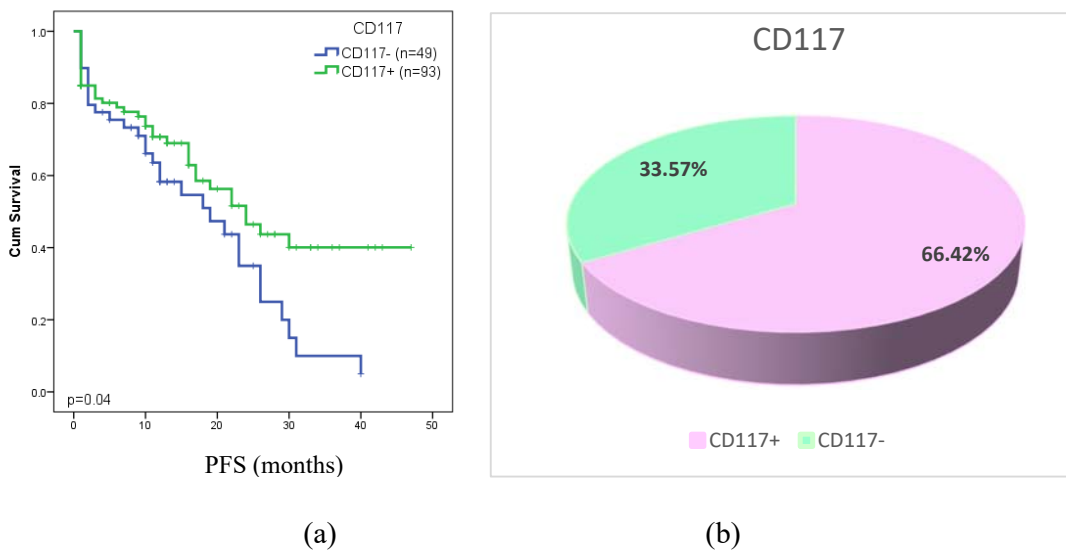 CD117
CD117- (n=49)
CD117+ (n=93)
1.0
0.8
0.6
0.4
0.2
0.0
Cum Survival
p=0.04
0 10 20 30 40 50
PFS (months)
(a)
CD117
33.57%
66.42%
CD117+ CD117-
(b)